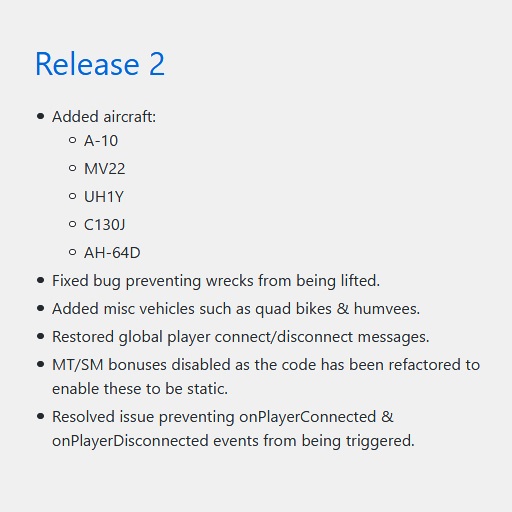 Release 2
• Added aircraft:
○ A-10
○ MV22
○ UH1Y
○ C130J
○ AH-64D
• Fixed bug preventing wrecks from being lifted.
• Added misc vehicles such as quad bikes & humvees.
• Restored global player connect/disconnect messages.
• MT/SM bonuses disabled as the code has been refactored to
enable these to be static.
• Resolved issue preventing onPlayerConnected &
onPlayerDisconnected events from being triggered.